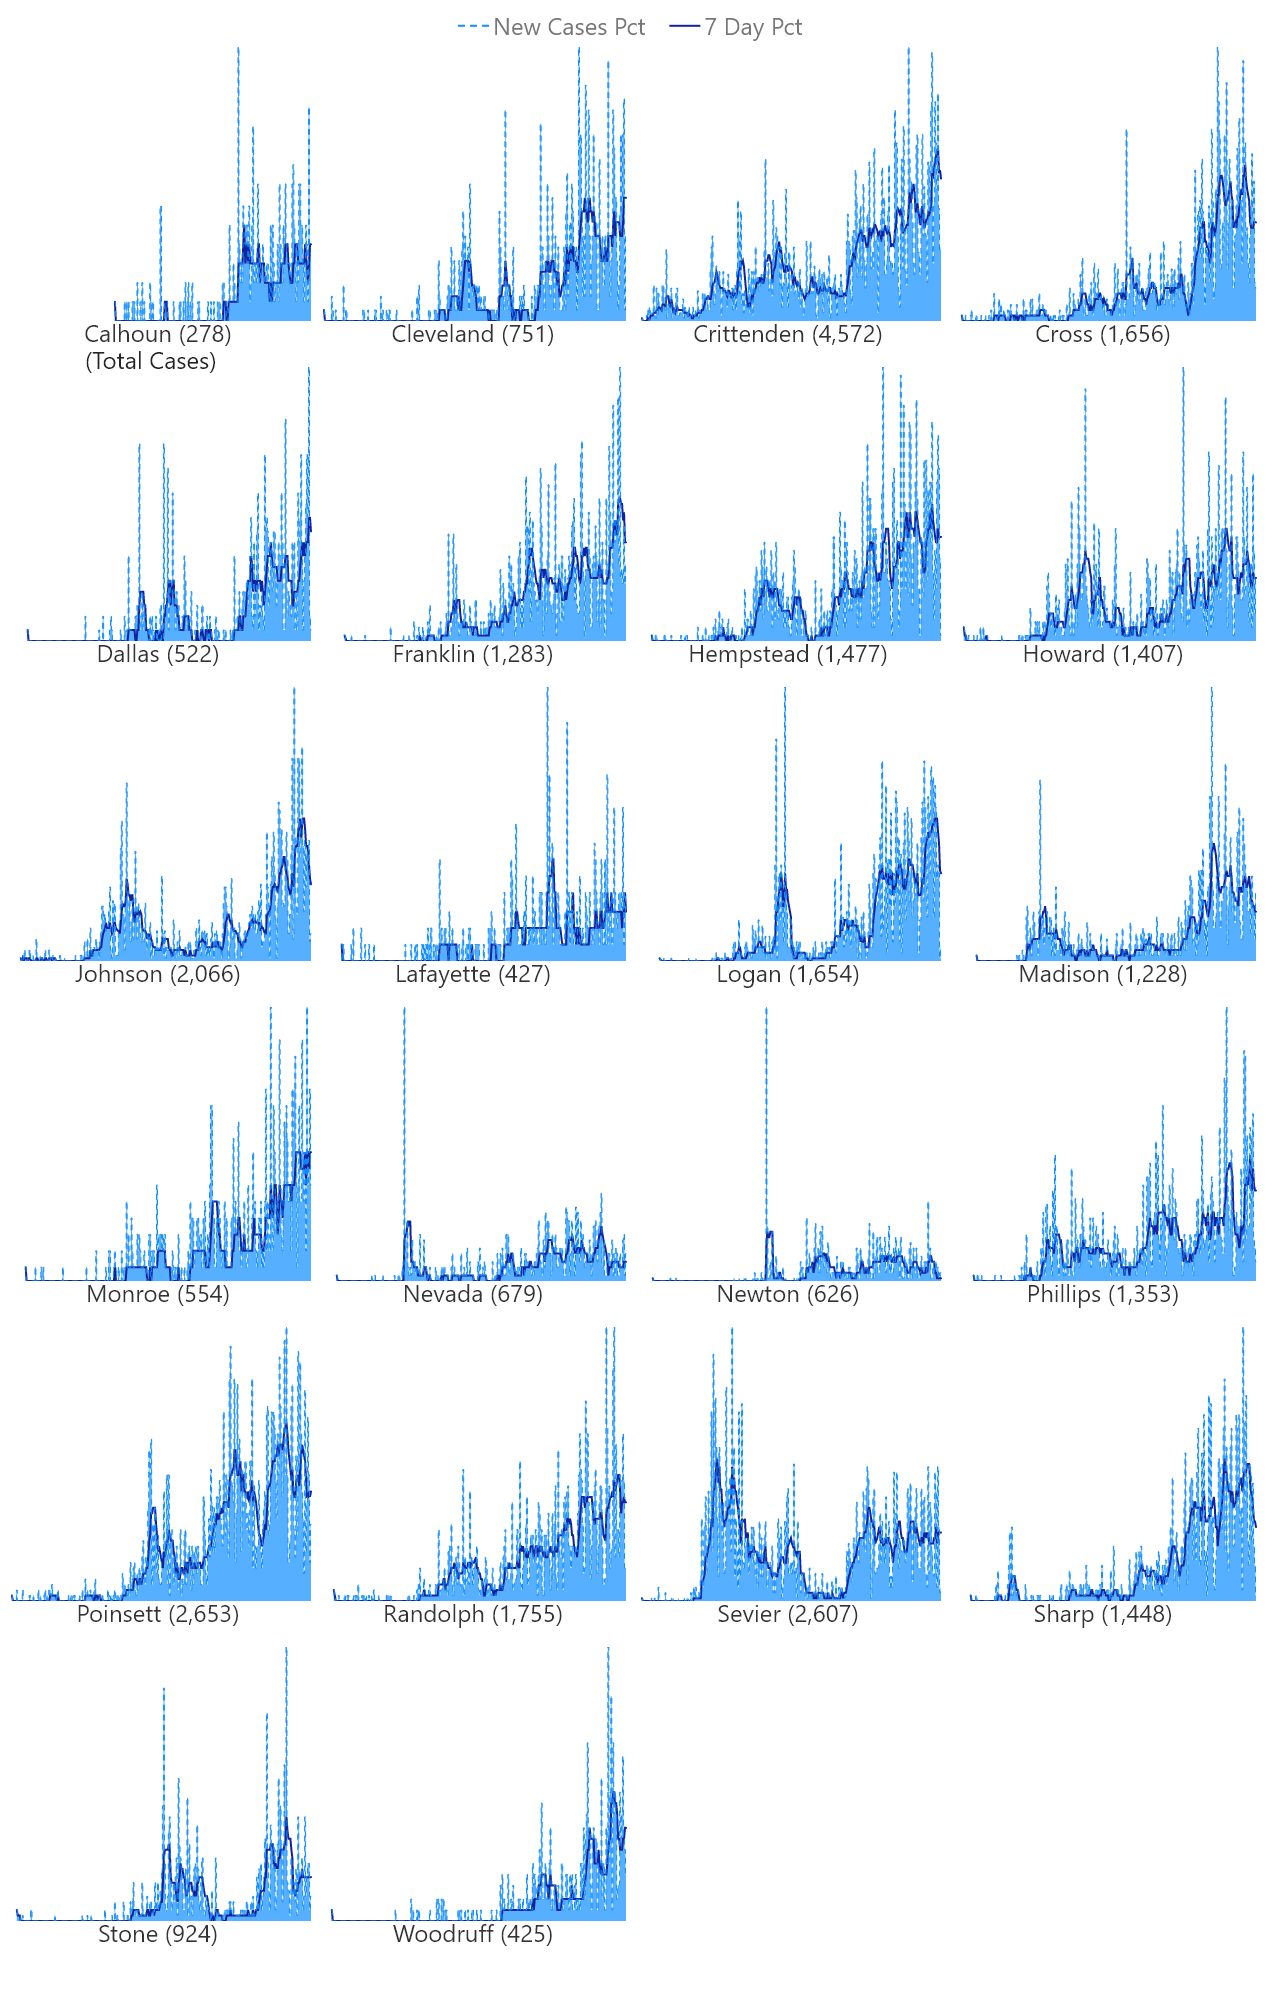 New Cases Pct 7 Day Pct
Calhoun (278) Cleveland (751) Crittenden (4,572) Cross (1,656)
(Total Cases)
Dallas (522) Franklin (1,283) Hempstead (1,477) Howard (1,407)
Johnson (2,066) Lafayette (427) Logan (1,654) Madison (1,228)
Monroe (554) Nevada (679) Newton (626) Phillips (1,353)
Poinsett (2,653) Randolph (1,755) Sevier (2,607) Sharp (1,448)
Stone (924) Woodruff (425)